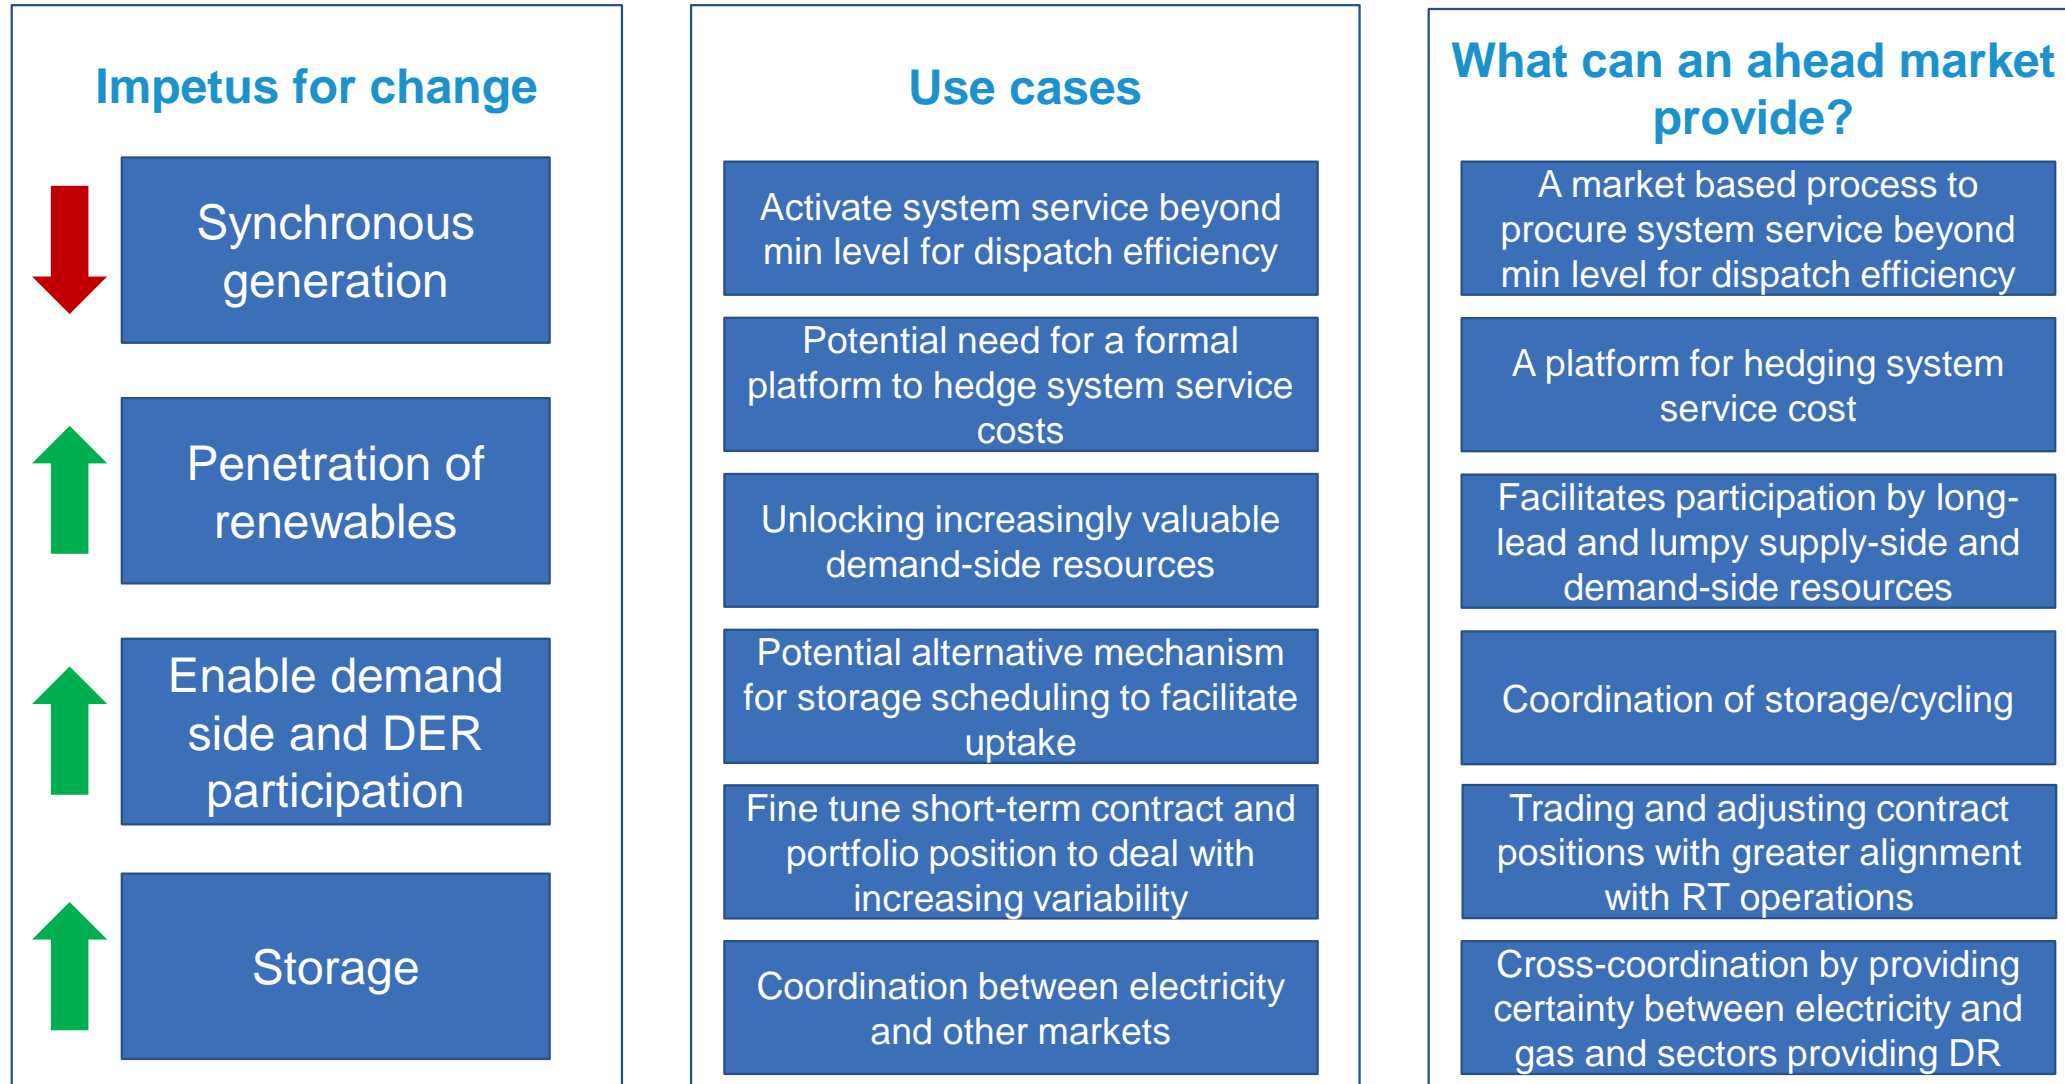 Impetus for change
Synchronous
generation
Penetration of
renewables
Enable demand
side and DER
participation
Storage
Use cases
Activate system service beyond
min level for dispatch efficiency
Potential need for a formal
platform to hedge system service
costs
Unlocking increasingly valuable
demand-side resources
Potential alternative mechanism
for storage scheduling to facilitate
uptake
Fine tune short-term contract and
portfolio position to deal with
increasing variability
Coordination between electricity
and other markets
What can an ahead market
provide?
A market based process to
procure system service beyond
min level for dispatch efficiency
A platform for hedging system
service cost
Facilitates participation by long-
lead and lumpy supply-side and
demand-side resources
Coordination of storage/cycling
Trading and adjusting contract
positions with greater alignment
with RT operations
Cross-coordination by providing
certainty between electricity and
gas and sectors providing DR